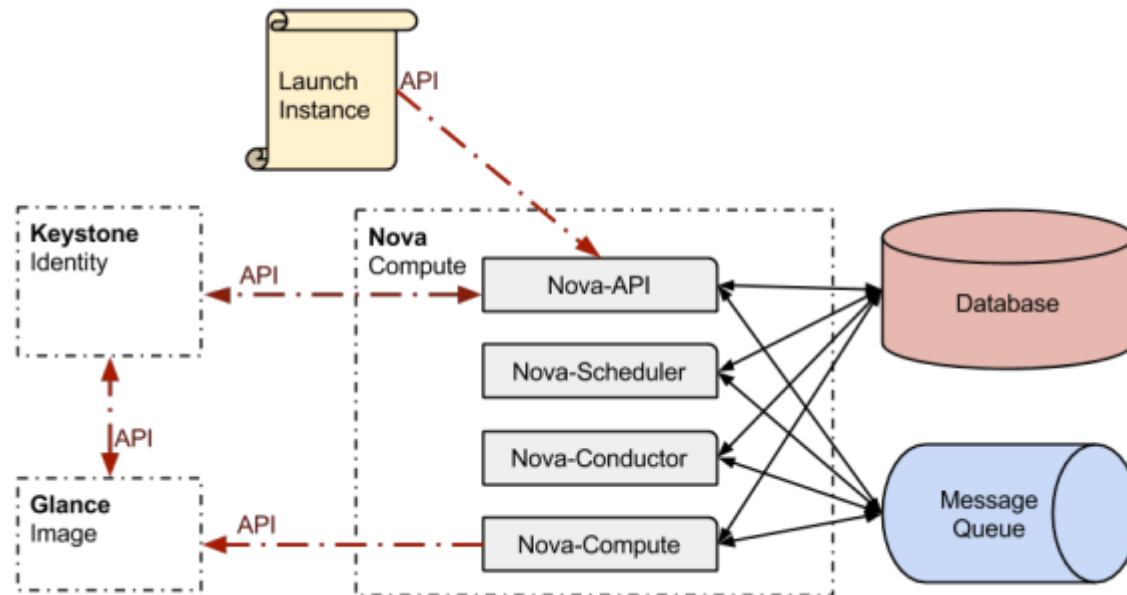 Launch
Instance
API
Keystone
Identity
API
Nova
Compute
Nova-API
Database
Nova-Scheduler
API
Nova-Conductor
Glance
Image
API
Nova-Compute
Message
Queue